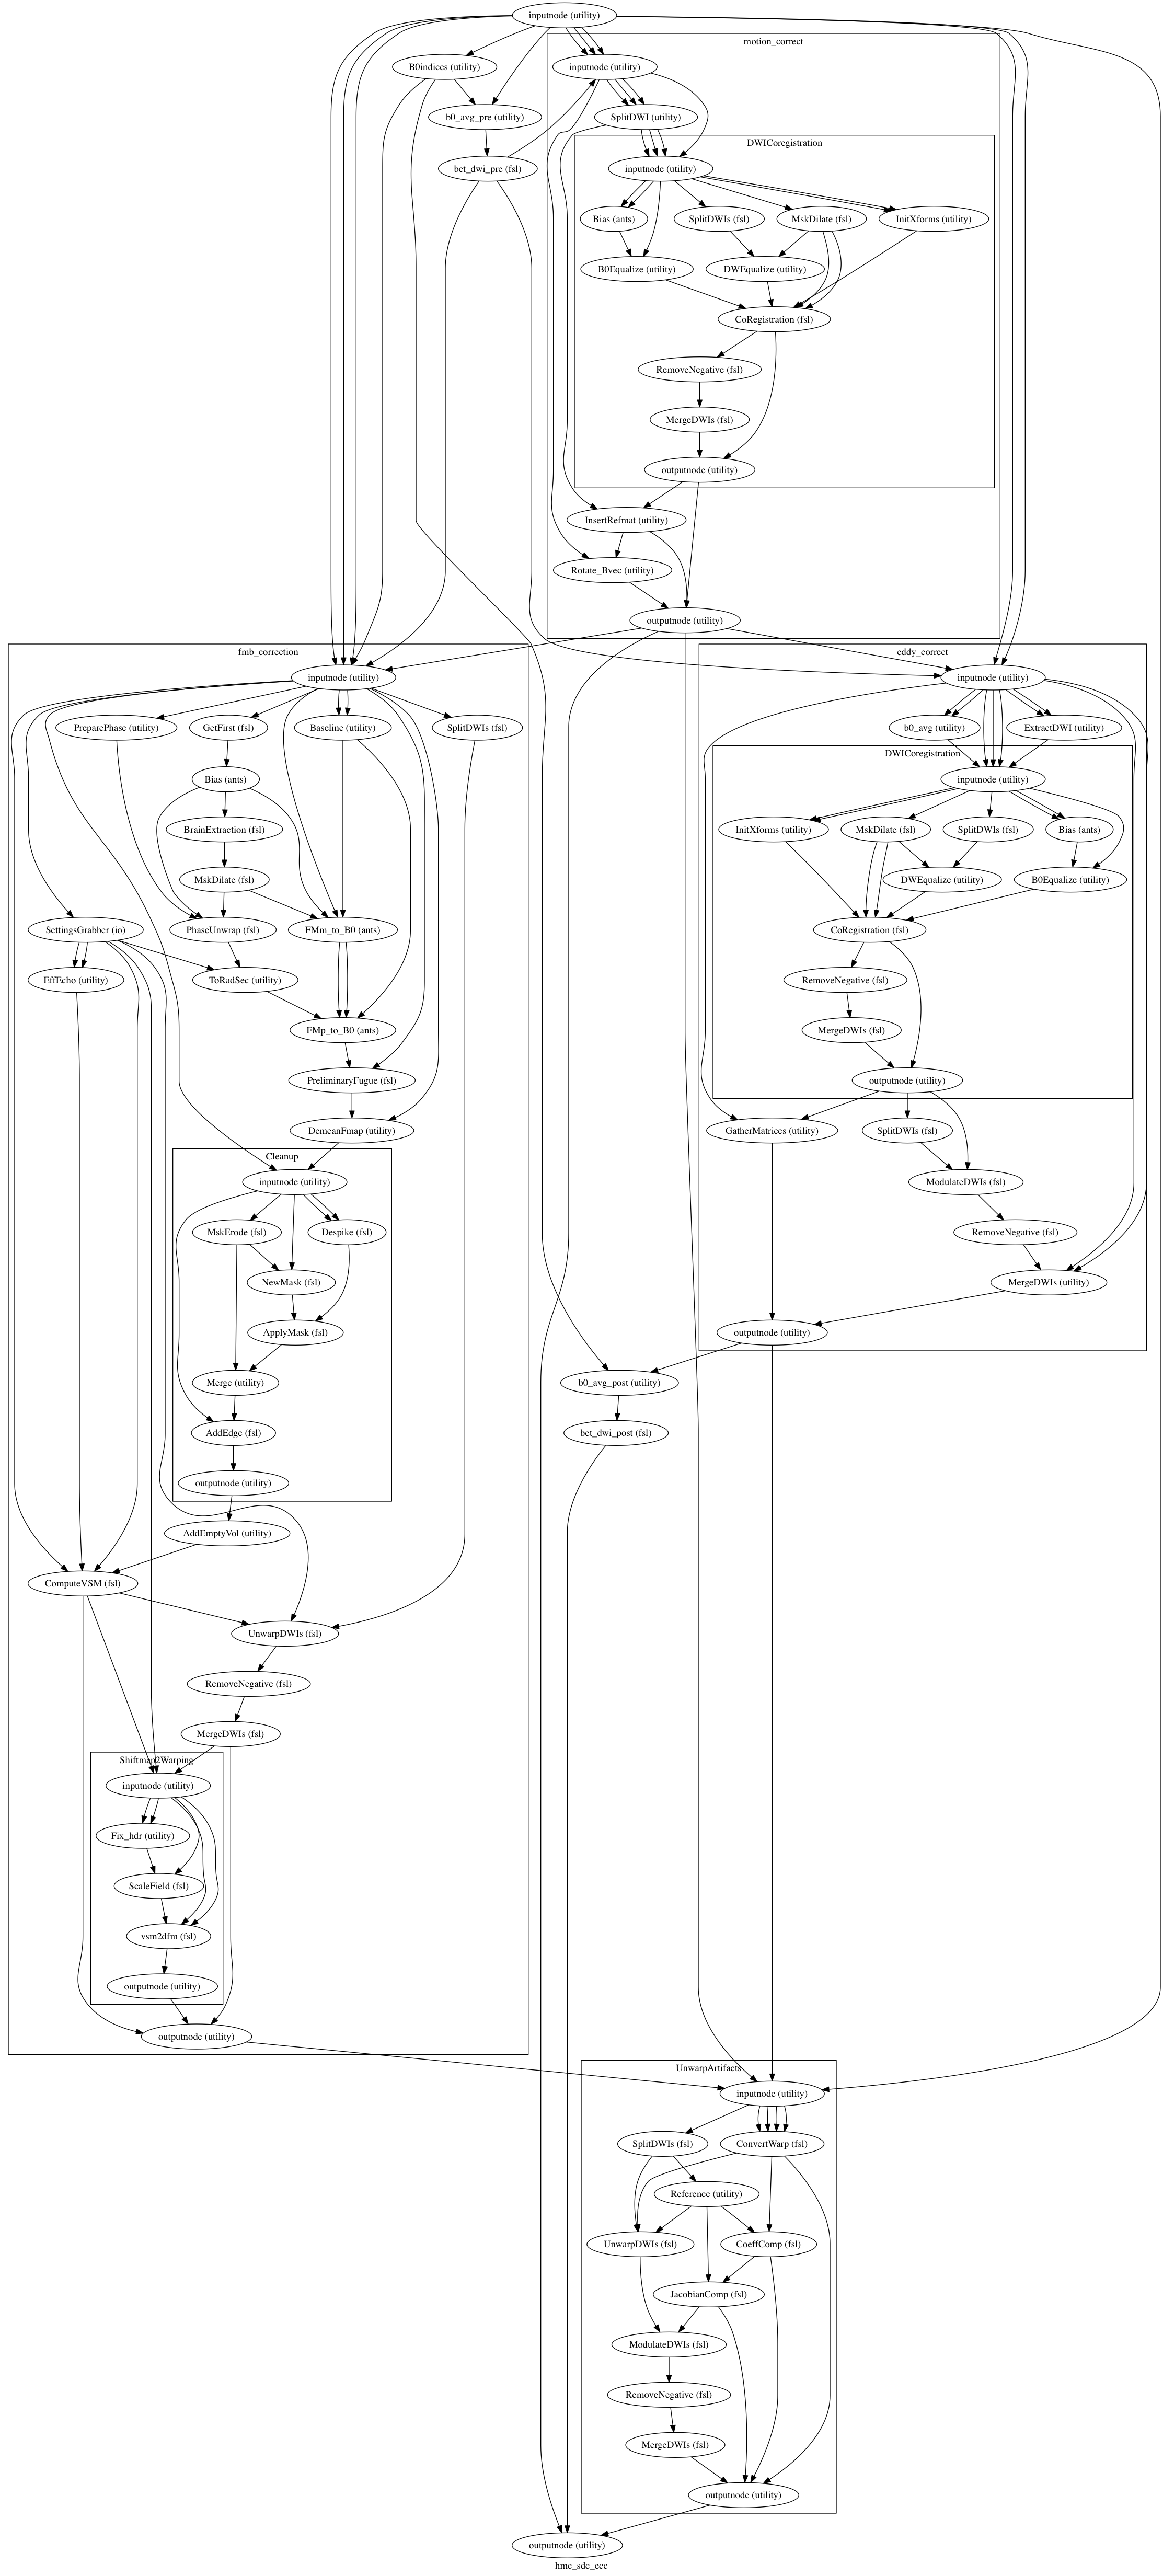 inputnode (utility)
motion_correct
B0indices (utility)
inputnode (utility)
b0_avg_pre (utility)
SplitDWI (utility)
DWICoregistration
bet_dwi_pre (fsl)
inputnode (utility)
Bias (ants)
SplitDWIs (fsl)
MskDilate (fsl)
InitXforms (utility)
B0Equalize (utility)
DWEqualize (utility)
CoRegistration (fsl)
RemoveNegative (fsl)
MergeDWIs (fsl)
outputnode (utility)
InsertRefmat (utility)
Rotate_Bvec (utility)
outputnode (utility)
fmb_correction
eddy_correct
inputnode (utility)
inputnode (utility)
PreparePhase (utility)
GetFirst (fsl)
Baseline (utility)
SplitDWIs (fsl)
b0_avg (utility)
ExtractDWI (utility)
DWICoregistration
Bias (ants)
inputnode (utility)
BrainExtraction (fsl)
InitXforms (utility)
MskDilate (fsl)
SplitDWIs (fsl)
Bias (ants)
MskDilate (fsl)
DWEqualize (utility)
B0Equalize (utility)
SettingsGrabber (io)
PhaseUnwrap (fsl)
FMm_to_B0 (ants)
CoRegistration (fsl)
EffEcho (utility)
ToRadSec (utility)
RemoveNegative (fsl)
FMp_to_B0 (ants)
MergeDWIs (fsl)
PreliminaryFugue (fsl)
outputnode (utility)
DemeanFmap (utility)
GatherMatrices (utility)
SplitDWIs (fsl)
Cleanup
inputnode (utility)
ModulateDWIs (fsl)
MskErode (fsl)
Despike (fsl)
RemoveNegative (fsl)
NewMask (fsl)
MergeDWIs (utility)
ApplyMask (fsl)
outputnode (utility)
Merge (utility)
b0_avg_post (utility)
AddEdge (fsl)
bet_dwi_post (fsl)
outputnode (utility)
AddEmptyVol (utility)
ComputeVSM (fsl)
UnwarpDWIs (fsl)
RemoveNegative (fsl)
MergeDWIs (fsl)
Shiftmap2Warping
inputnode (utility)
Fix_hdr (utility)
ScaleField (fsl)
vsm2dfm (fsl)
outputnode (utility)
outputnode (utility)
UnwarpArtifacts
inputnode (utility)
SplitDWIs (fsl)
ConvertWarp (fsl)
Reference (utility)
UnwarpDWIs (fsl)
CoeffComp (fsl)
JacobianComp (fsl)
ModulateDWIs (fsl)
RemoveNegative (fsl)
MergeDWIs (fsl)
outputnode (utility)
outputnode (utility)
hmc_sdc_ecc